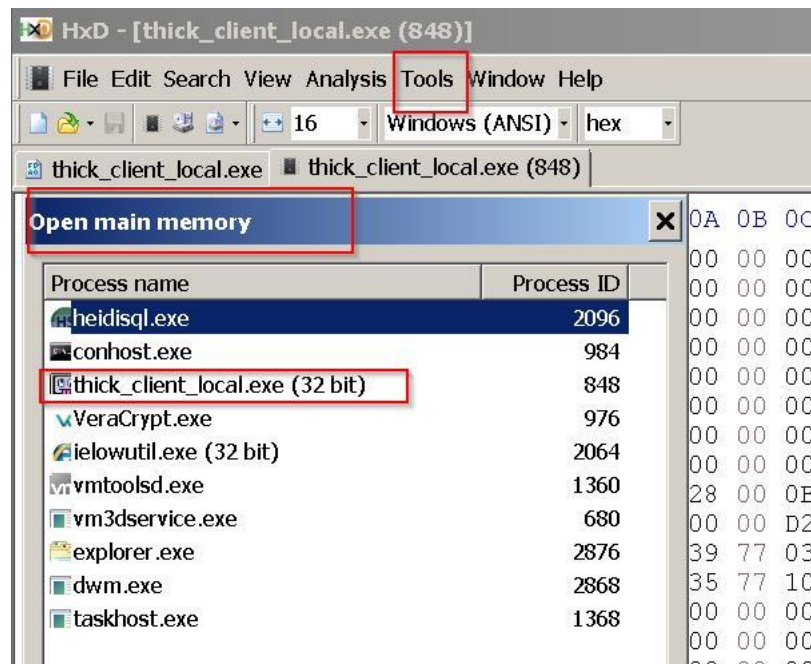 HxD - [thick_client_local.exe (848)]
File Edit Search View Analysis Tools Window Help
16 Windows (ANSI) hex
thick_client_local.exe thick_client_local.exe (848)
Open main memory
0A 0B 0C
Process name Process ID
heidisql.exe 2096
conhost.exe 984
thick_client_local.exe (32 bit) 848
VeraCrypt.exe 976
ielowutil.exe (32 bit) 2064
vmtoolsd.exe 1360
vm3dservice.exe 680
explorer.exe 2876
dwm.exe 2868
taskhost.exe 1368
00 00 00
00 00 00
00 00 00
00 00 00
00 00 00
00 00 00
00 00 00
00 00 00
28 00 0B
00 00 D2
39 77 03
35 77 10
00 00 00
00 00 00